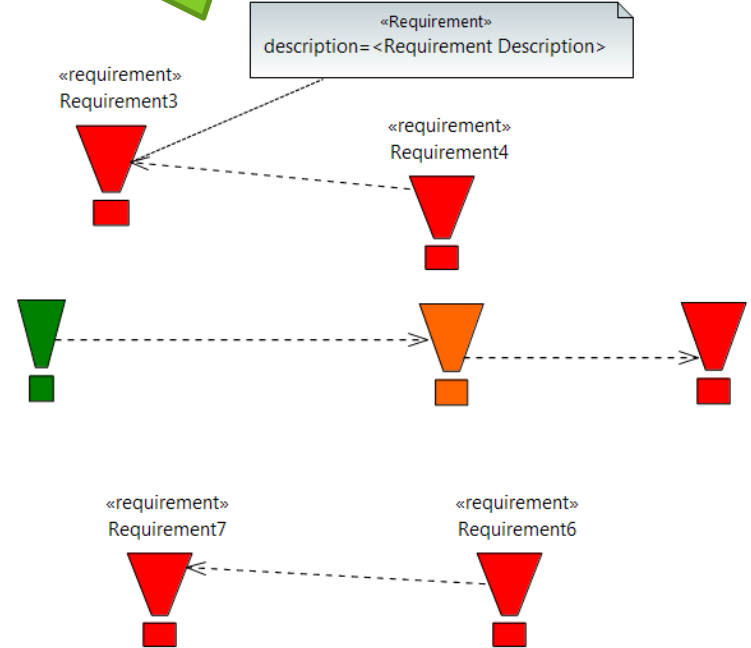 «Requirement»
description=<Requirement Description>
«requirement»
Requirement3
«requirement»
Requirement4
«requirement»
Requirement7
«requirement»
Requirement6